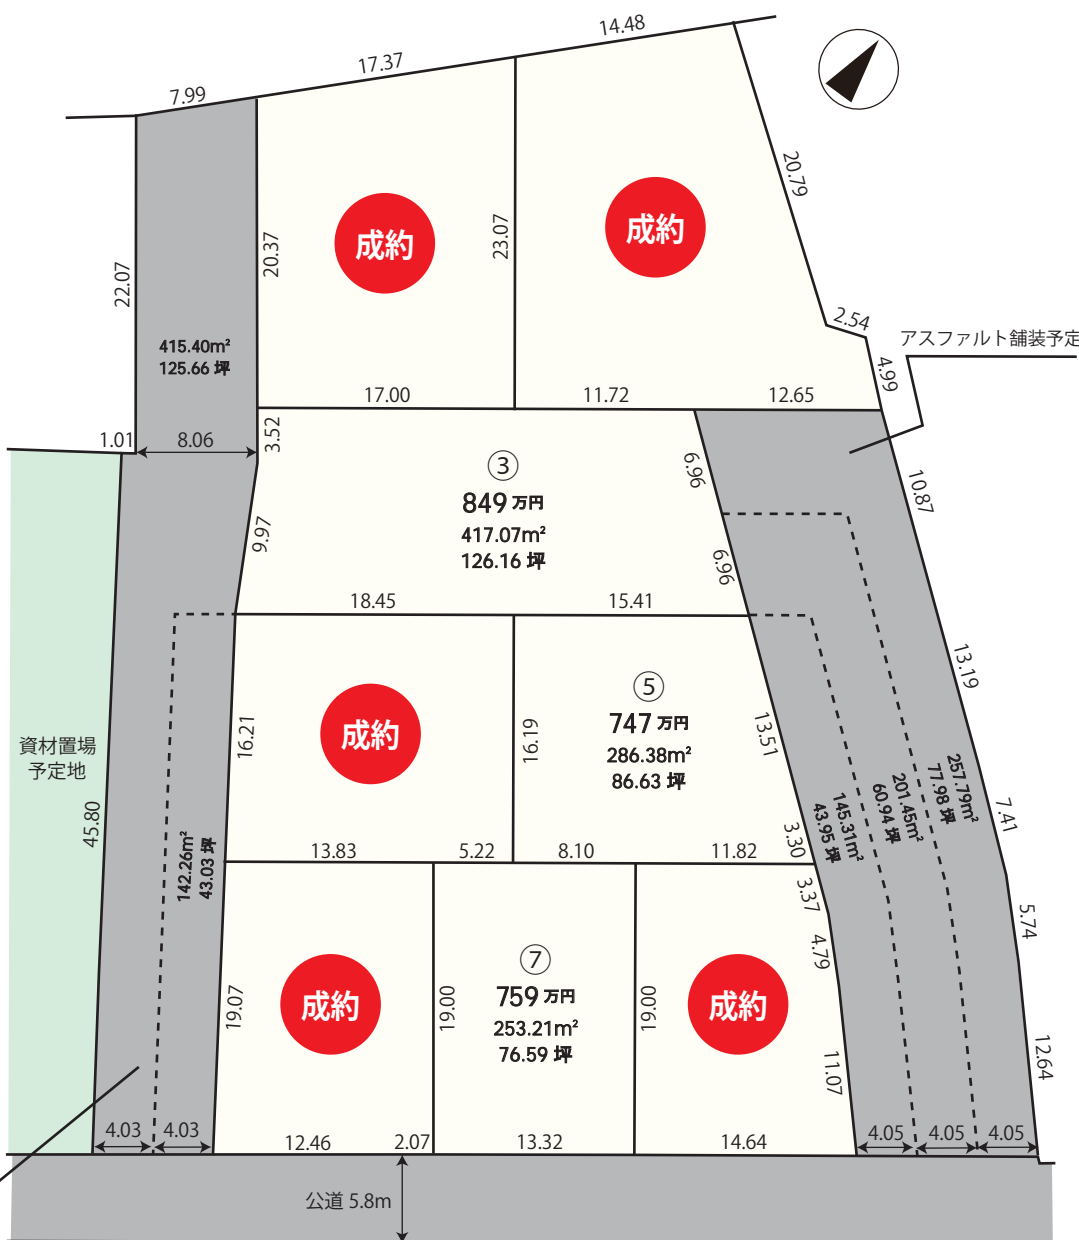 14.48
17.37
7.99
20.79
成約
成約
20.37
23.07
22.07
2.54
アスファルト舗装予定
415.40m²
125.66 坪
4.99
17.00
11.72
12.65
1.01
8.06
3.52
③
849 万円
417.07m²
126.16 坪
6.96
10.87
9.97
6.96
18.45
15.41
13.19
⑤
747 万円
286.38m²
86.63 坪
成約
16.21
16.19
13.51
資材置場
予定地
45.80
257.79m²
77.98 坪
201.45m²
60.94 坪
145.31m²
43.95 坪
7.41
142.26m²
43.03 坪
13.83
5.22
8.10
11.82
3.30
3.37
5.74
4.79
⑦
759 万円
253.21m²
76.59 坪
成約
成約
19.07
19.00
19.00
11.07
12.64
4.03
4.03
12.46
2.07
13.32
14.64
4.05
4.05
4.05
公道 5.8m